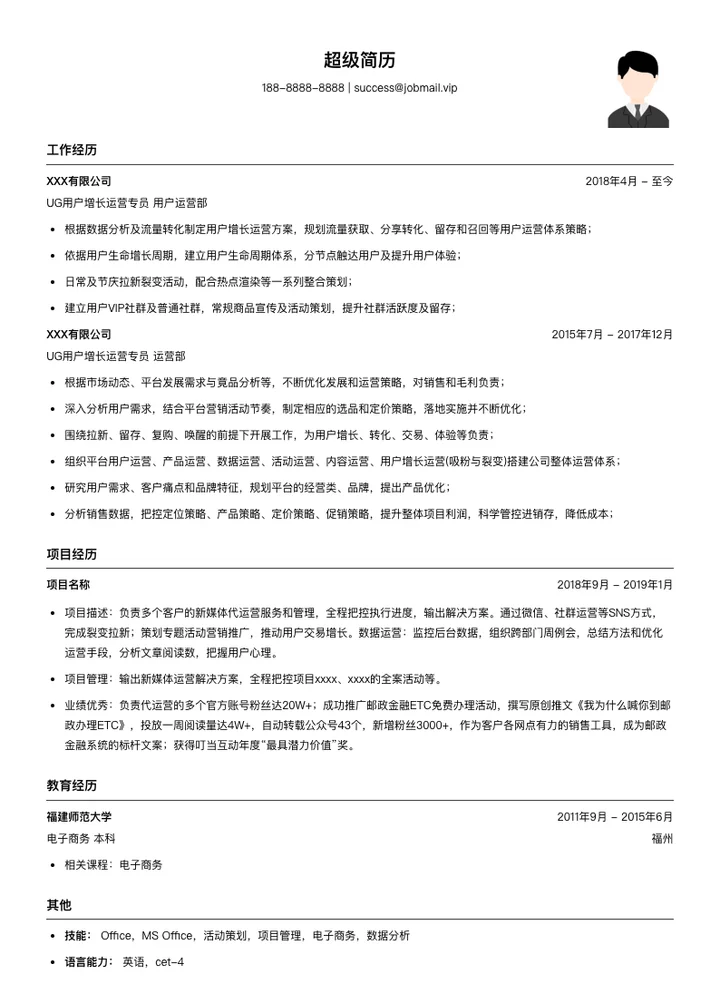 超级简历
188-8888-8888 | success@jobmail.vip
工作经历
XXX有限公司 2018年4月 – 至今
UG用户增长运营专员 用户运营部
• 根据数据分析及流量转化制定用户增长运营方案，规划流量获取、分享转化、留存和召回等用户运营体系策略；
• 依据用户生命增长周期，建立用户生命周期体系，分节点触达用户及提升用户体验；
• 日常及节庆拉新裂变活动，配合热点渲染等一系列整合策划；
• 建立用户VIP社群及普通社群，常规商品宣传及活动策划，提升社群活跃度及留存；
XXX有限公司 2015年7月 – 2017年12月
UG用户增长运营专员 运营部
• 根据市场动态、平台发展需求与竟品分析等，不断优化发展和运营策略，对销售和毛利负责；
• 深入分析用户需求，结合平台营销活动节奏，制定相应的选品和定价策略，落地实施并不断优化；
• 围绕拉新、留存、复购、唤醒的前提下开展工作，为用户增长、转化、交易、体验等负责；
• 组织平台用户运营、产品运营、数据运营、活动运营、内容运营、用户增长运营(吸粉与裂变)搭建公司整体运营体系；
• 研究用户需求、客户痛点和品牌特征，规划平台的经营类、品牌，提出产品优化；
• 分析销售数据，把控定位策略、产品策略、定价策略、促销策略，提升整体项目利润，科学管控进销存，降低成本；
项目经历
项目名称 2018年9月 – 2019年1月
• 项目描述：负责多个客户的新媒体代运营服务和管理，全程把控执行进度，输出解决方案。通过微信、社群运营等SNS方式，
完成裂变拉新；策划专题活动营销推广，推动用户交易增长。数据运营：监控后台数据，组织跨部门周例会，总结方法和优化
运营手段，分析文章阅读数，把握用户心理。
• 项目管理：输出新媒体运营解决方案，全程把控项目xxxx、xxxx的全案活动等。
• 业绩优秀：负责代运营的多个官方账号粉丝达20W+；成功推广邮政金融ETC免费办理活动，撰写原创推文《我为什么喊你到邮
政办理ETC》，投放一周阅读量达4W+，自动转载公众号43个，新增粉丝3000+，作为客户各网点有力的销售工具，成为邮政
金融系统的标杆文案；获得叮当互动年度“最具潜力价值”奖。
教育经历
福建师范大学 2011年9月 – 2015年6月
电子商务 本科 福州
• 相关课程：电子商务
其他
• 技能： Office，MS Office，活动策划，项目管理，电子商务，数据分析
• 语言能力： 英语，cet-4